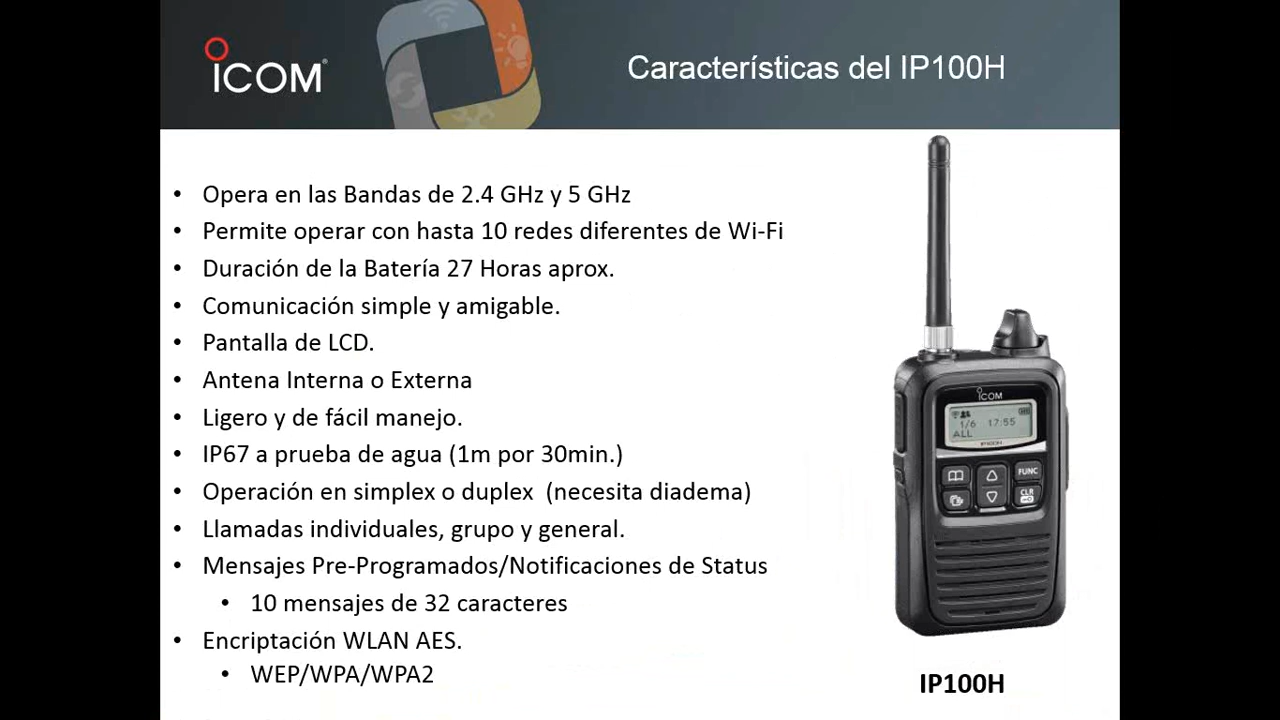 iCOM
Características del IP100H
• Opera en las Bandas de 2.4 GHz y 5 GHz
• Permite operar con hasta 10 redes diferentes de Wi-Fi
• Duración de la Batería 27 Horas aprox.
• Comunicación simple y amigable.
• Pantalla de LCD.
• Antena Interna o Externa
• Ligero y de fácil manejo.
• IP67 a prueba de agua (1m por 30min.)
• Operación en simplex o duplex (necesita diadema)
• Llamadas individuales, grupo y general.
• Mensajes Pre-Programados/Notificaciones de Status
• 10 mensajes de 32 caracteres
• Encriptación WLAN AES.
• WEP/WPA/WPA2
iCOM
1/6 17:55
ALL
IP100H
FUNC
CLR
IP100H